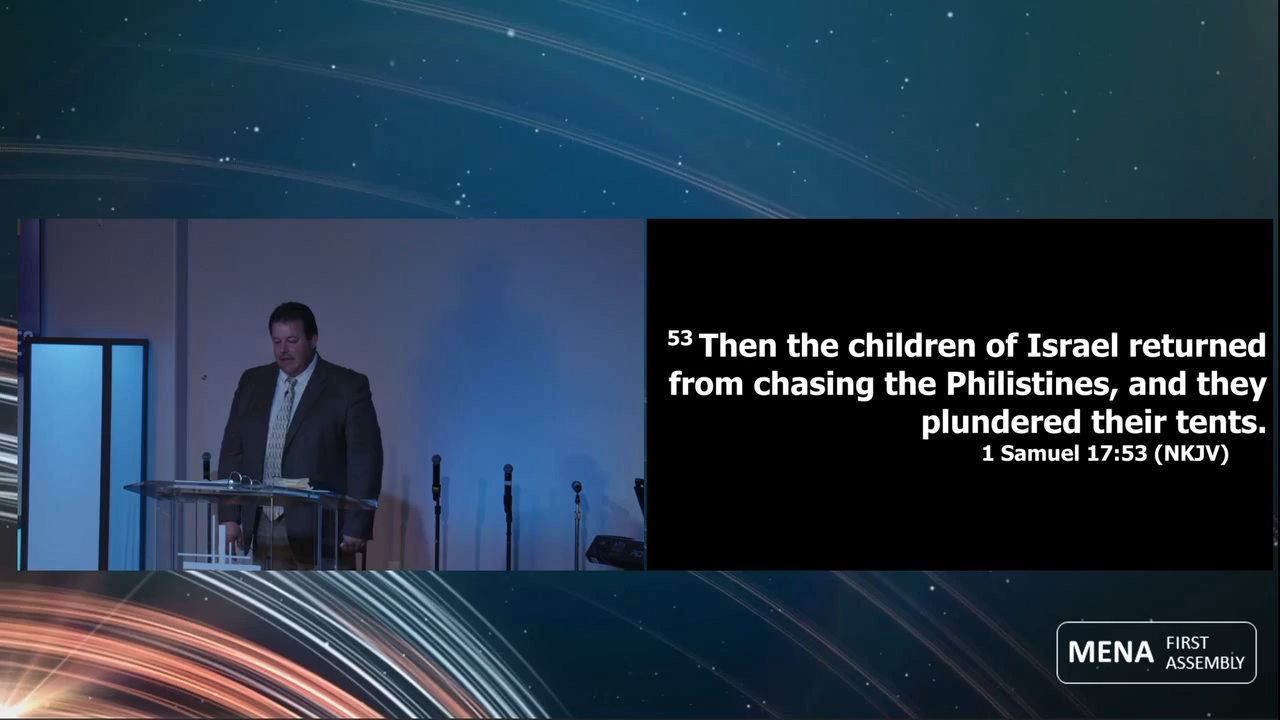 ⁵³ Then the children of Israel returned
from chasing the Philistines, and they
plundered their tents.
1 Samuel 17:53 (NKJV)
MENA FIRST
ASSEMBLY